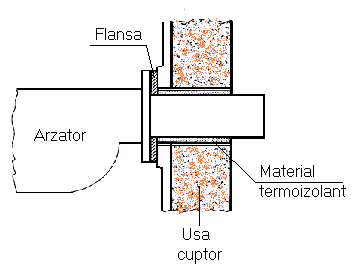 Flansa
Arzator
Material
termoizolant
Usa
cuptor